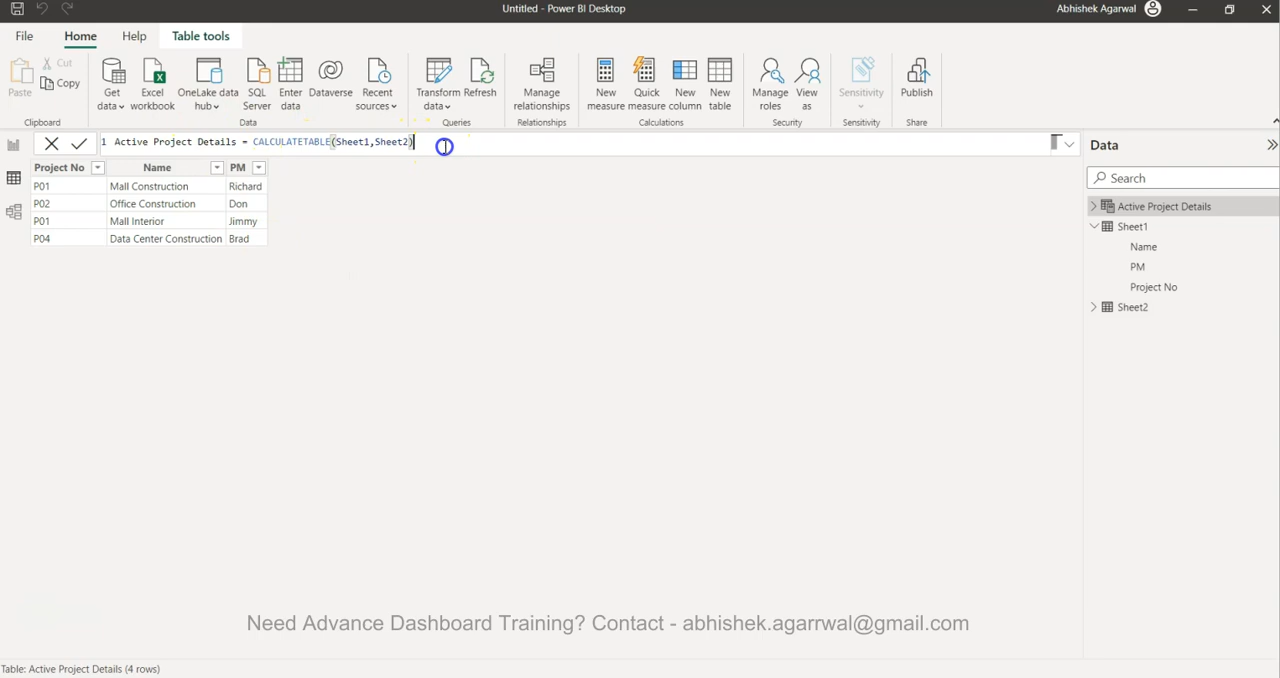 Untitled - Power BI Desktop
Abhishek Agarwal
File
Home
Help
Table tools
Paste
Cut
Copy
Get data
Excel workbook
OneLake data hub
SQL Server
Enter data
Dataverse
Recent sources
Transform data
Refresh
Manage relationships
New measure
Quick measure
New column
New table
Manage roles
View as
Sensitivity
Publish
Clipboard
Data
Queries
Relationships
Calculations
Security
Sensitivity
Share
1 Active Project Details = CALCULATETABLE(Sheet1,Sheet2)
Project No Name PM
P01 Mall Construction Richard
P02 Office Construction Don
P01 Mall Interior Jimmy
P04 Data Center Construction Brad
Data
Search
Active Project Details
Sheet1
Name
PM
Project No
Sheet2
Need Advance Dashboard Training? Contact - abhishek.agarrwal@gmail.com
Table: Active Project Details (4 rows)